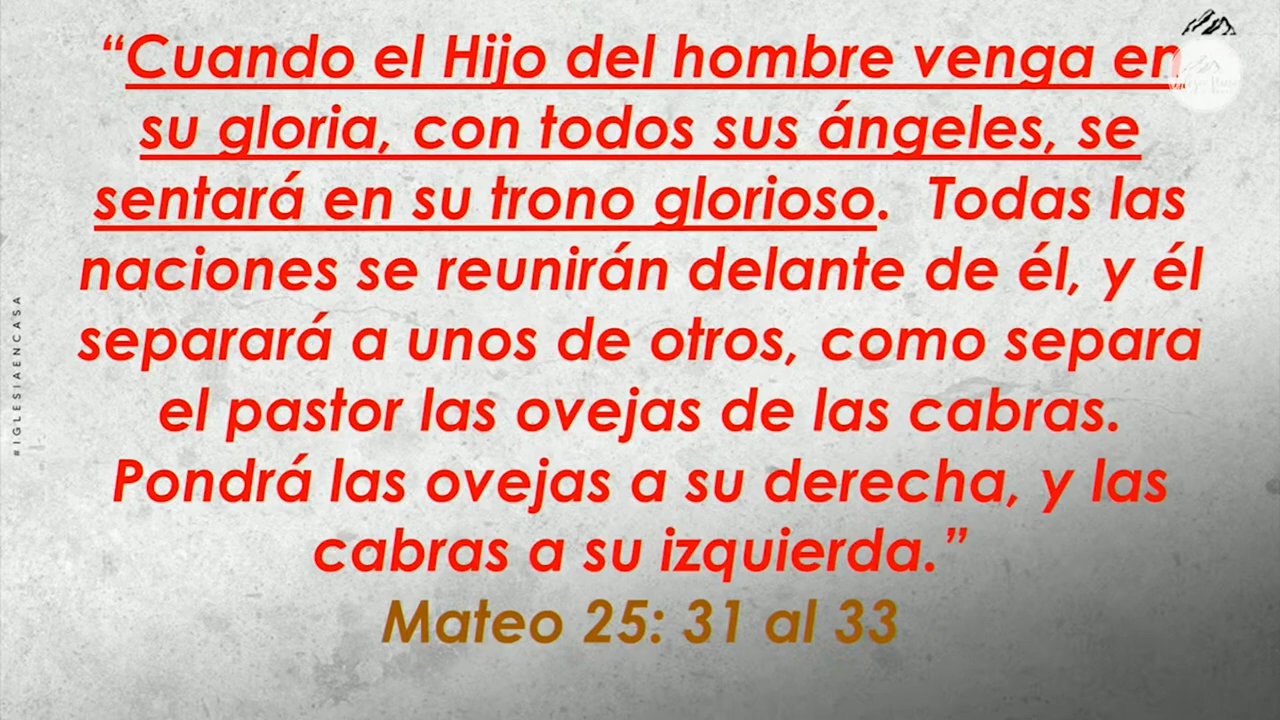 “Cuando el Hijo del hombre venga en
su gloria, con todos sus ángeles, se
sentará en su trono glorioso.  Todas las
naciones se reunirán delante de él, y él
separará a unos de otros, como separa
el pastor las ovejas de las cabras.
Pondrá las ovejas a su derecha, y las
cabras a su izquierda.”
Mateo 25: 31 al 33
#IGLESIAENCASA